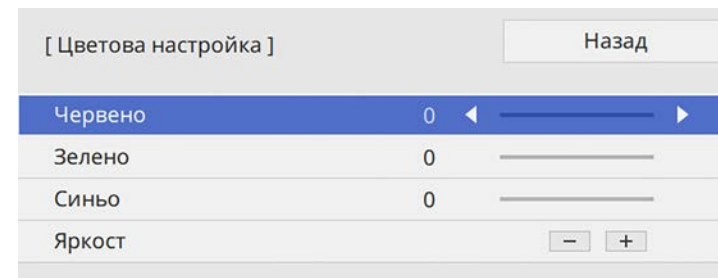 [ Цветова настройка ] Назад
Червено 0
Зелено 0
Синьо 0
Яркост − +